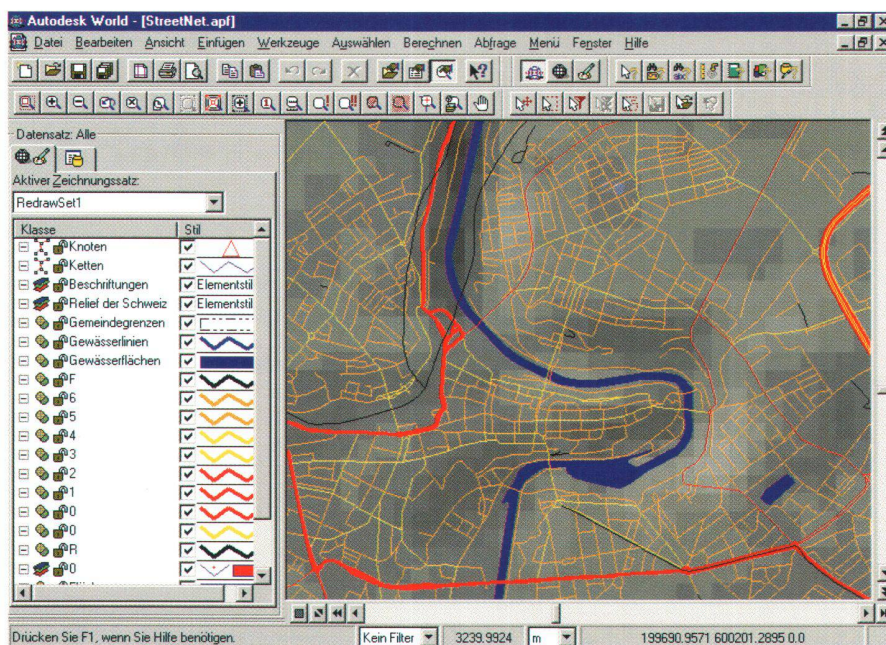 Autodesk World - [StreetNet.apf]
Datei Bearbeiten Ansicht Einfügen Werkzeuge Auswählen Berechnen Abfrage Menü Fenster Hilfe
Datensatz: Alle
Aktiver Zeichnungssatz:
RedrawSet1
Klasse Stil
Knoten
Ketten
Beschriftungen Elementstil
Relief der Schweiz Elementstil
Gemeindegrenzen
Gewässerlinien
Gewässerflächen
F
6
5
4
3
2
1
0
0
R
0
Drücken Sie F1, wenn Sie Hilfe benötigen. Kein Filter 3239.9924 m 199690.9571 600201.2895 0.0